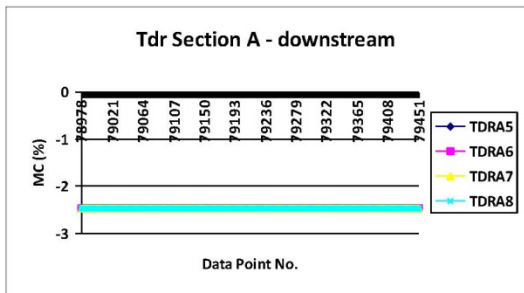 Tdr Section A - downstream
MC (%)
0
-1
-2
-3
78978
79021
79064
79107
79150
79193
79236
79279
79322
79365
79408
79451
Data Point No.
TDRA5
TDRA6
TDRA7
TDRA8